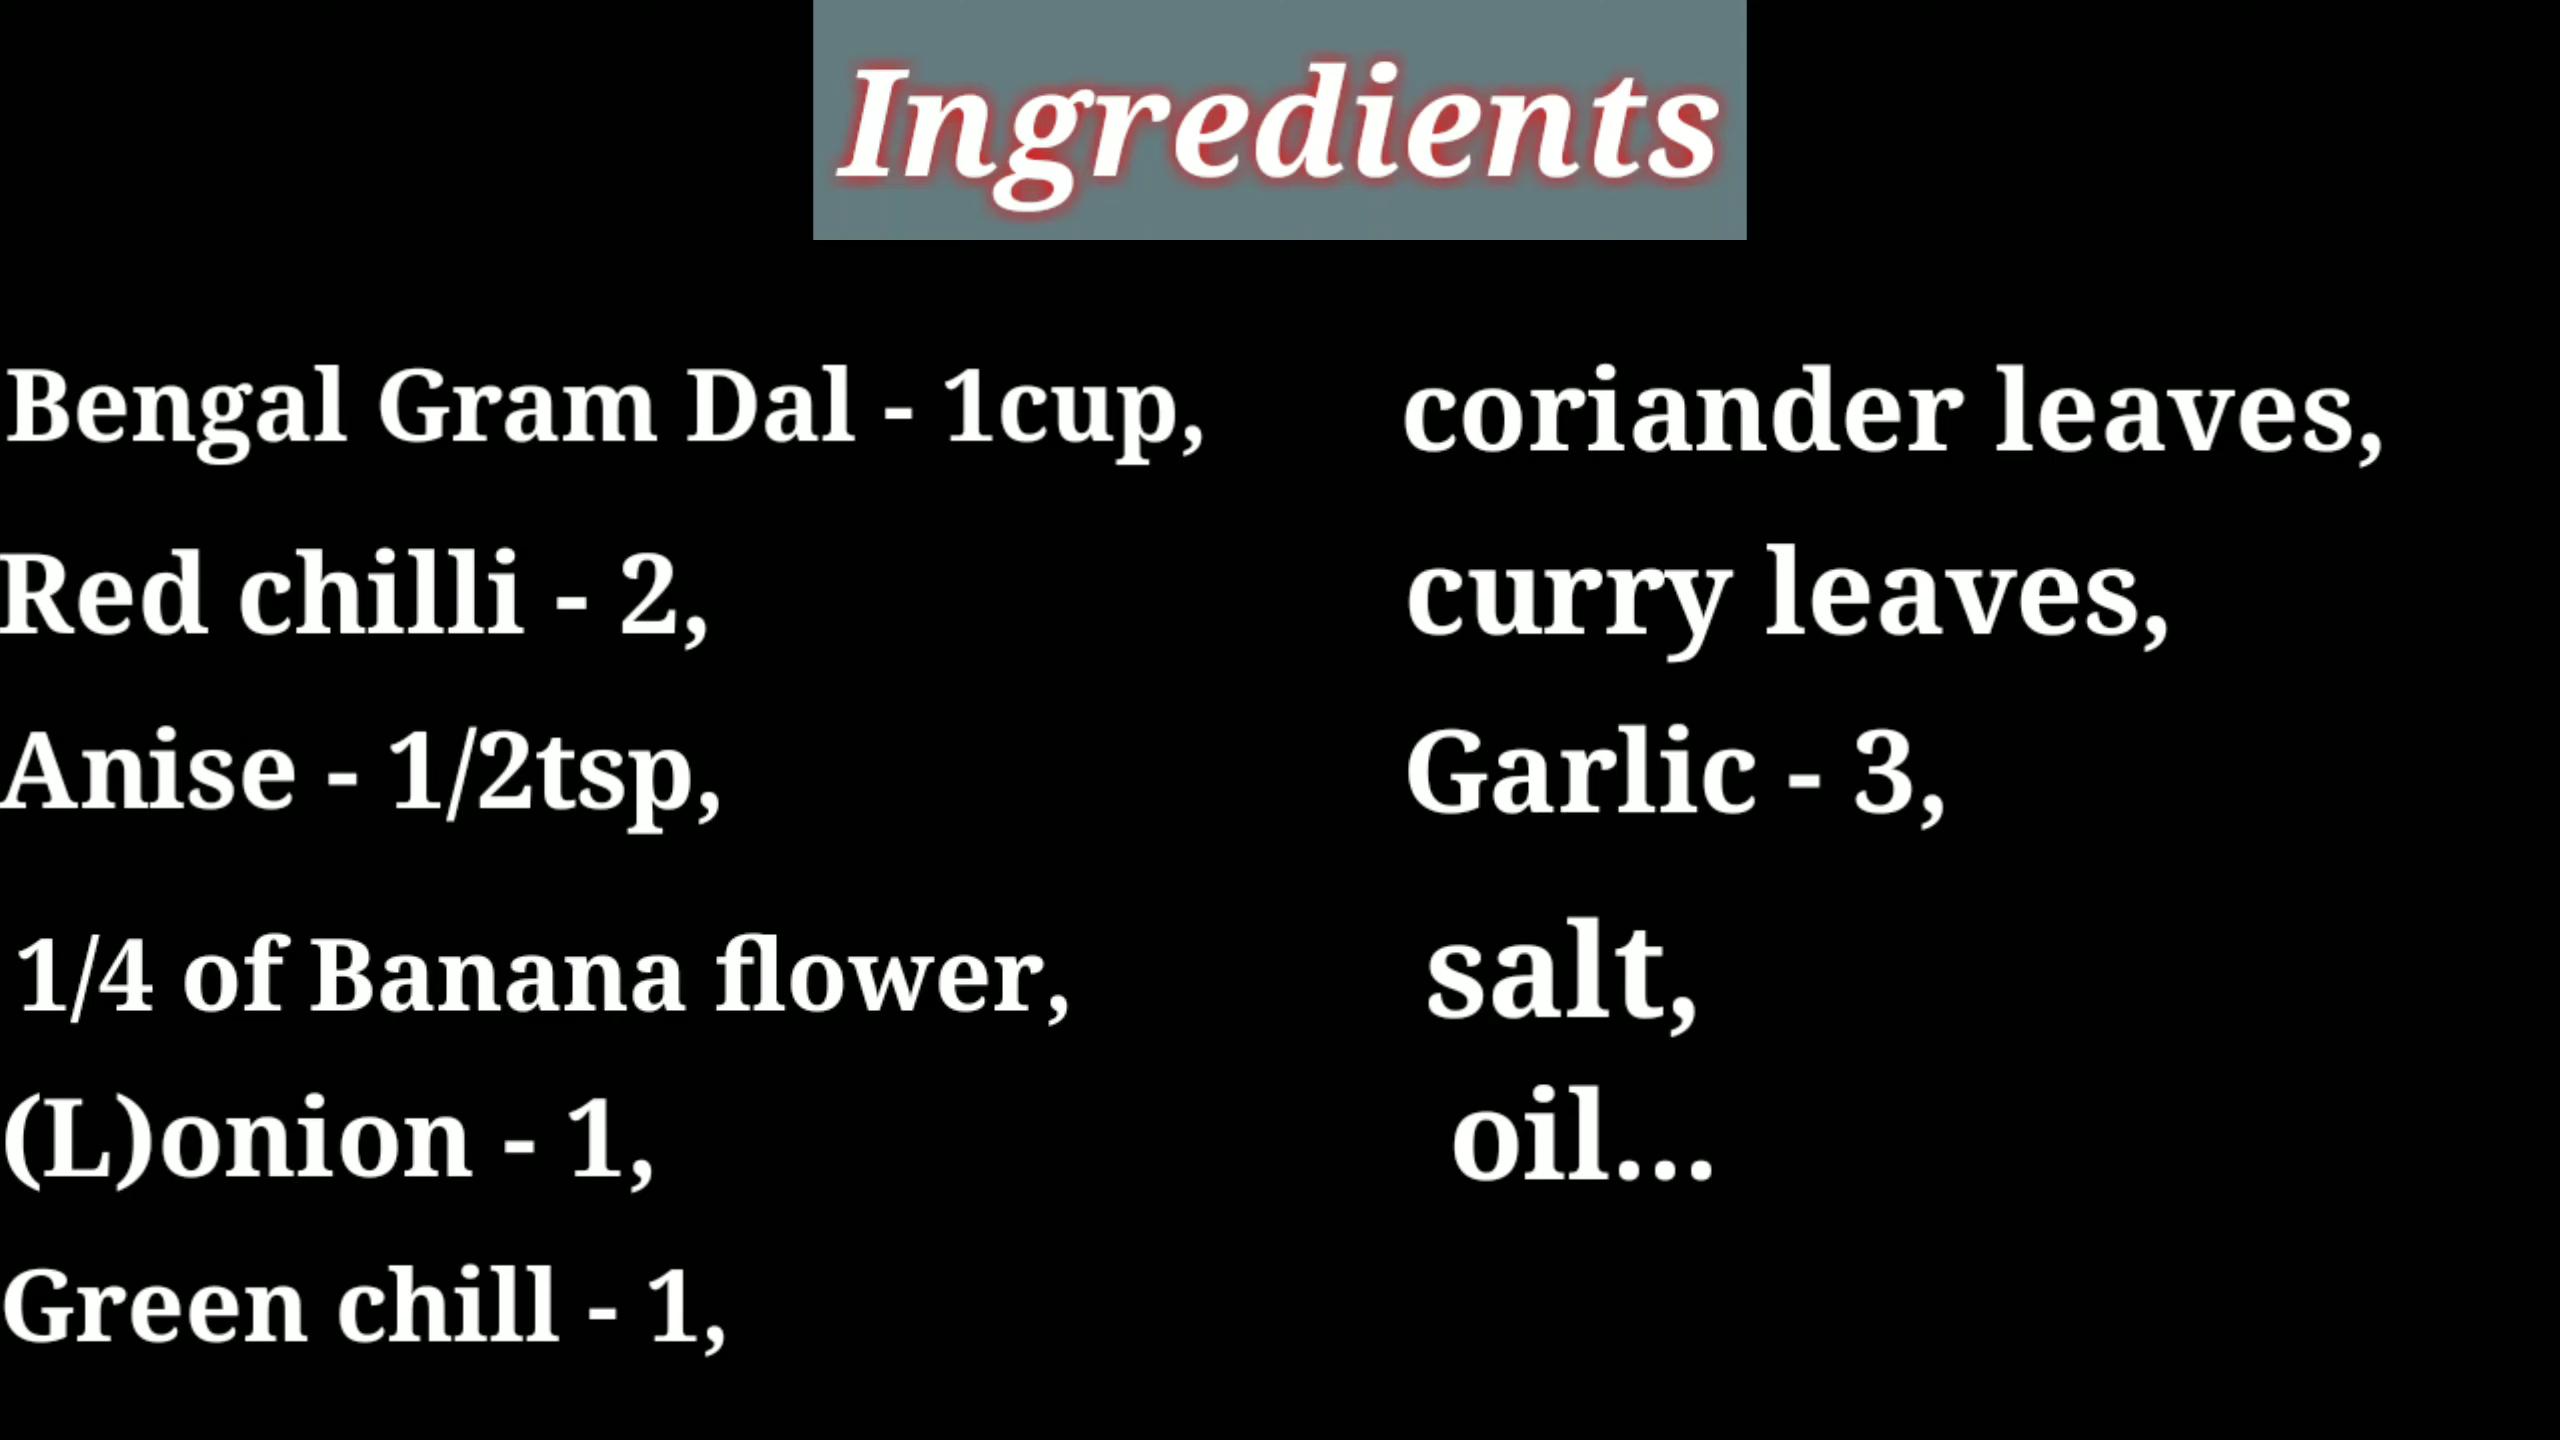 Ingredients
Bengal Gram Dal - 1cup,
Red chilli - 2,
Anise - 1/2tsp,
1/4 of Banana flower,
(L)onion - 1,
Green chill - 1,
coriander leaves,
curry leaves,
Garlic - 3,
salt,
oil...